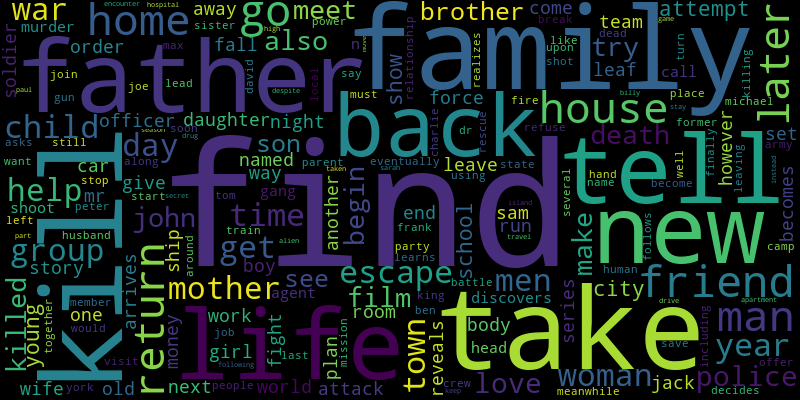 war
home
away
go
meet
brother
come
attempt
later
murder
sister
power
encounter
hospital
high
break
dead
game
team
soldier
order
fall
also
show
relationship
realizes
like
turn
killing
father
family
try
upon
shot
max
n
david
say
local
move
leaf
call
place
join
joe
lead
paul
gun
despite
must
force
fire
billy
michael
stay
former
child
officer
daughter
night
back
house
death
set
day
season
soon
drug
son
charlie
dr
rescue
refuse
finally
army
asks
still
along
named
parent
eventually
state
tell
however
leaving
want
car
way
leave
using
hand
well
instead
help
mr
stop
give
find
taken
sarah
several
name
become
becomes
shoot
peter
start
secret
tom
gang
another
begin
end
school
sam
island
new
left
husband
john
time
frank
run
make
follows
camp
part
group
kill
train
party
travel
story
ship
around
get
alien
learns
men
human
friend
arrives
boy
see
escape
battle
city
killed
young
together
member
return
mother
agent
film
king
discovers
series
drive
apartment
one
would
money
work
life
fight
room
ben
take
body
save
including
man
visit
job
girl
last
plan
mission
town
reveals
head
year
wife
york
old
next
people
following
world
attack
crew
keep
love
meanwhile
woman
jack
police
offer
decides